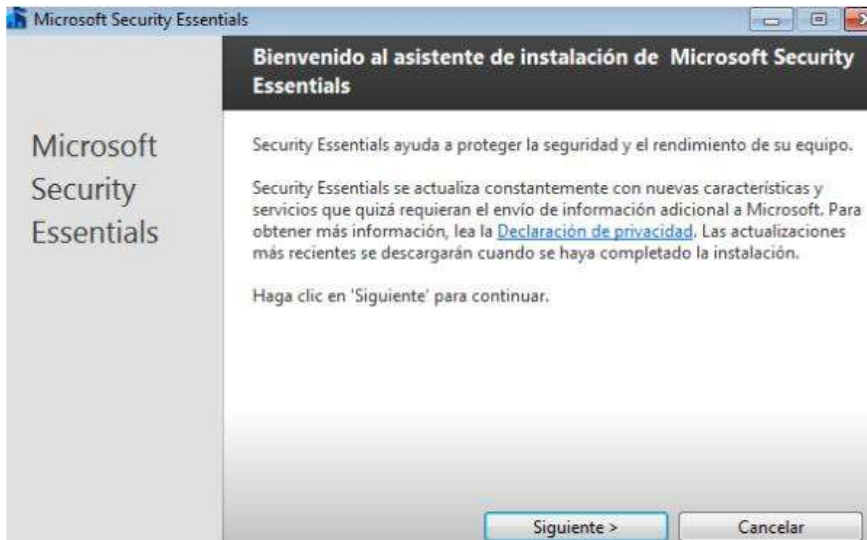 Microsoft Security Essentials
Bienvenido al asistente de instalación de Microsoft Security
Essentials
Microsoft
Security
Essentials
Security Essentials ayuda a proteger la seguridad y el rendimiento de su equipo.
Security Essentials se actualiza constantemente con nuevas características y
servicios que quizá requieran el envío de información adicional a Microsoft. Para
obtener más información, lea la Declaración de privacidad. Las actualizaciones
más recientes se descargarán cuando se haya completado la instalación.
Haga clic en 'Siguiente' para continuar.
Siguiente >
Cancelar